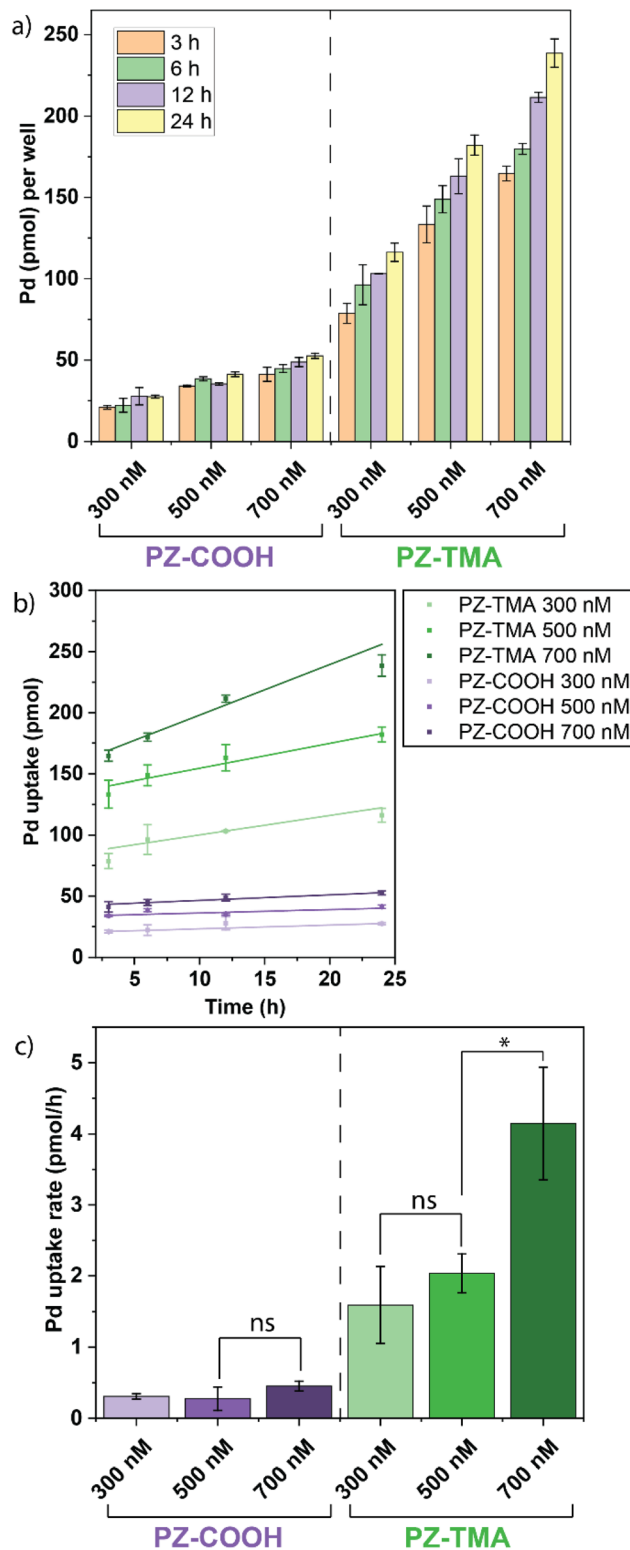 a)
3 h
6 h
12 h
24 h
Pd (pmol) per well
250
200
150
100
50
0
300 nM
500 nM
700 nM
300 nM
500 nM
700 nM
PZ-COOH
PZ-TMA
b)
Pd uptake (pmol)
300
250
200
150
100
50
0
5
10
15
20
25
Time (h)
PZ-TMA 300 nM
PZ-TMA 500 nM
PZ-TMA 700 nM
PZ-COOH 300 nM
PZ-COOH 500 nM
PZ-COOH 700 nM
c)
Pd uptake rate (pmol/h)
5
4
3
2
1
0
ns
ns
*
300 nM
500 nM
700 nM
300 nM
500 nM
700 nM
PZ-COOH
PZ-TMA